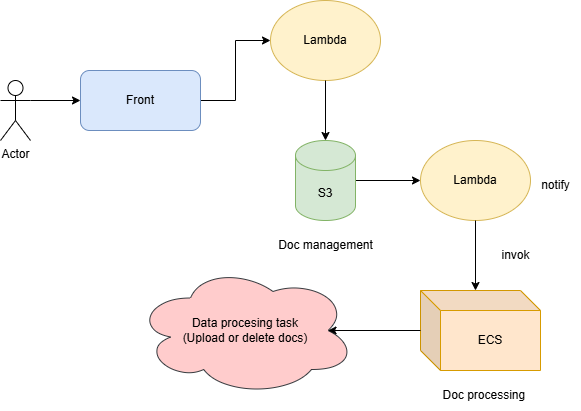 Lambda
Front
Actor
Lambda
S3
notify
Doc management
invok
Data procesing task
(Upload or delete docs)
ECS
Doc processing